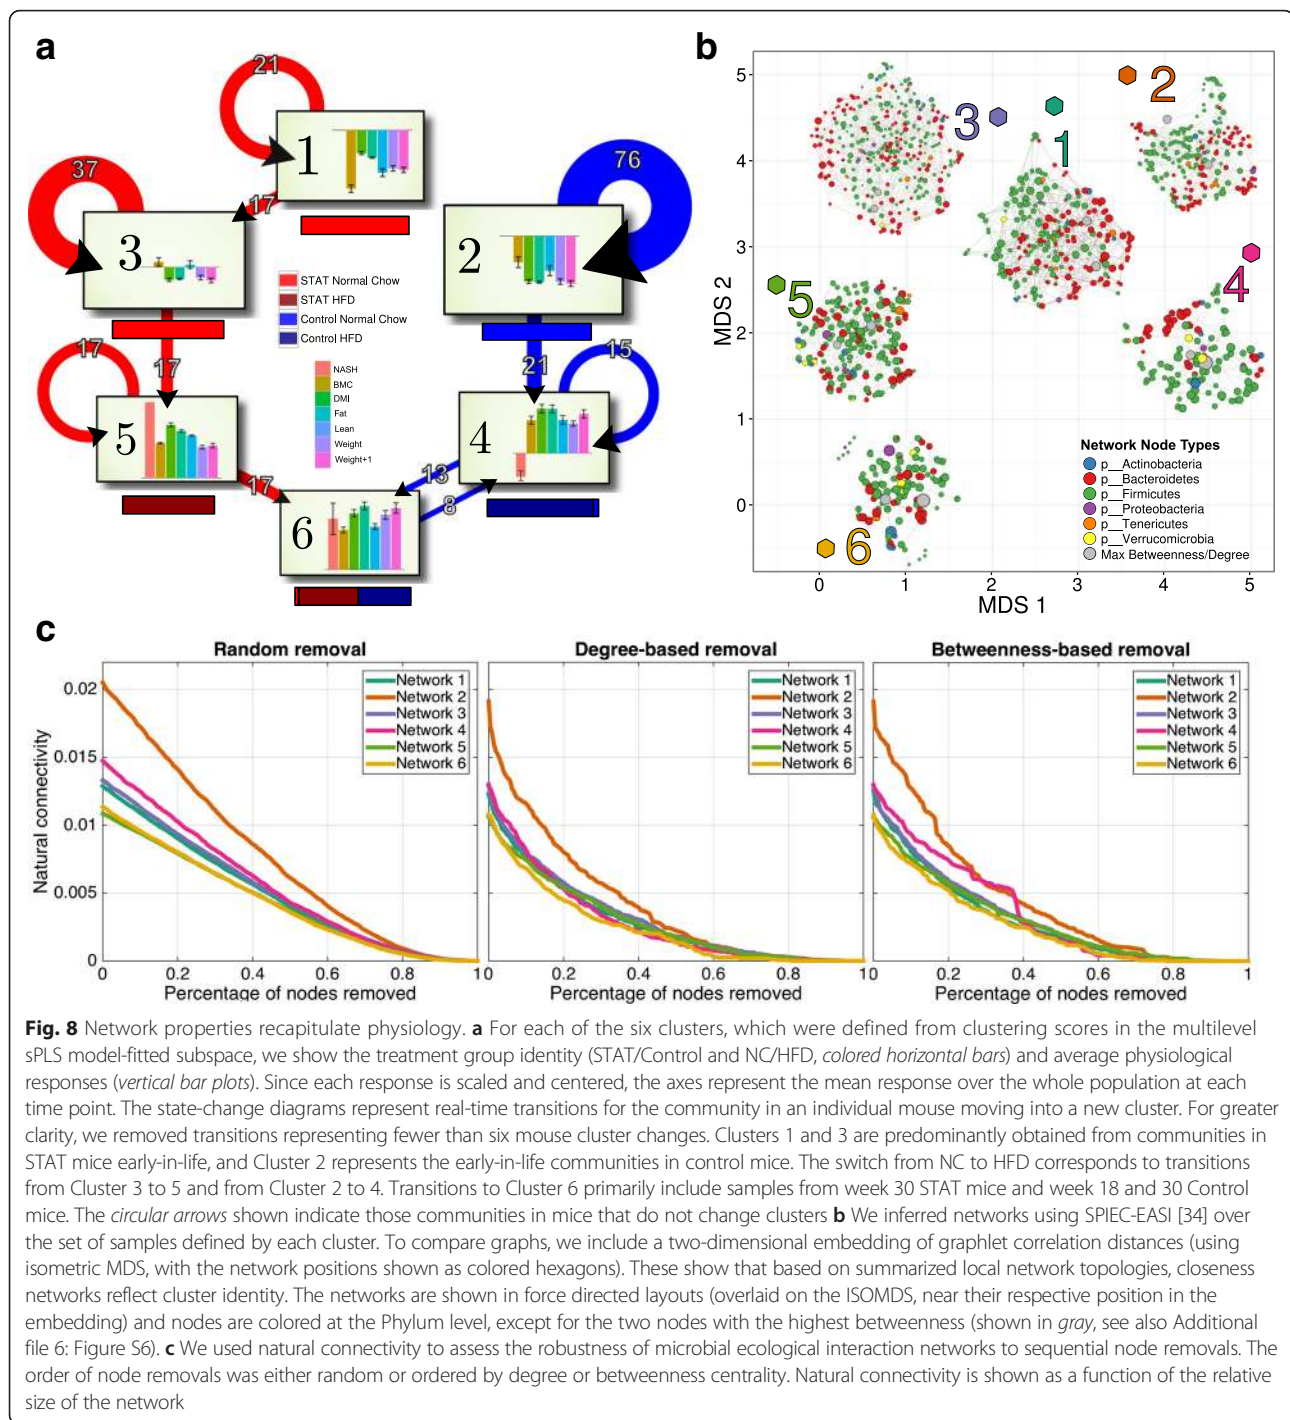 a
21
1
37
17
3
76
2
STAT Normal Chow
STAT HFD
Control Normal Chow
Control HFD
17
17
5
NASH
BMC
DMI
Fat
Lean
Weight
Weight+1
21
15
4
13
8
17
6
b
5
4
3
2
1
0
MDS 2
0
1
2
3
4
5
MDS 1
3
1
2
5
4
6
Network Node Types
p__Actinobacteria
p__Bacteroidetes
p__Firmicutes
p__Proteobacteria
p__Tenericutes
p__Verrucomicrobia
Max Betweenness/Degree
c
Random removal
Degree-based removal
Betweenness-based removal
Network 1
Network 2
Network 3
Network 4
Network 5
Network 6
Network 1
Network 2
Network 3
Network 4
Network 5
Network 6
Network 1
Network 2
Network 3
Network 4
Network 5
Network 6
Natural connectivity
0.02
0.015
0.01
0.005
0
0 0.2 0.4 0.6 0.8 1
0 0.2 0.4 0.6 0.8 1
0 0.2 0.4 0.6 0.8 1
Percentage of nodes removed
Percentage of nodes removed
Percentage of nodes removed
Fig. 8 Network properties recapitulate physiology. a For each of the six clusters, which were defined from clustering scores in the multilevel
sPLS model-fitted subspace, we show the treatment group identity (STAT/Control and NC/HFD, colored horizontal bars) and average physiological
responses (vertical bar plots). Since each response is scaled and centered, the axes represent the mean response over the whole population at each
time point. The state-change diagrams represent real-time transitions for the community in an individual mouse moving into a new cluster. For greater
clarity, we removed transitions representing fewer than six mouse cluster changes. Clusters 1 and 3 are predominantly obtained from communities in
STAT mice early-in-life, and Cluster 2 represents the early-in-life communities in control mice. The switch from NC to HFD corresponds to transitions
from Cluster 3 to 5 and from Cluster 2 to 4. Transitions to Cluster 6 primarily include samples from week 30 STAT mice and week 18 and 30 Control
mice. The circular arrows shown indicate those communities in mice that do not change clusters b We inferred networks using SPIEC-EASI [34] over
the set of samples defined by each cluster. To compare graphs, we include a two-dimensional embedding of graphlet correlation distances (using
isometric MDS, with the network positions shown as colored hexagons). These show that based on summarized local network topologies, closeness
networks reflect cluster identity. The networks are shown in force directed layouts (overlaid on the ISOMDS, near their respective position in the
embedding) and nodes are colored at the Phylum level, except for the two nodes with the highest betweenness (shown in gray, see also Additional
file 6: Figure S6). c We used natural connectivity to assess the robustness of microbial ecological interaction networks to sequential node removals. The
order of node removals was either random or ordered by degree or betweenness centrality. Natural connectivity is shown as a function of the relative
size of the network